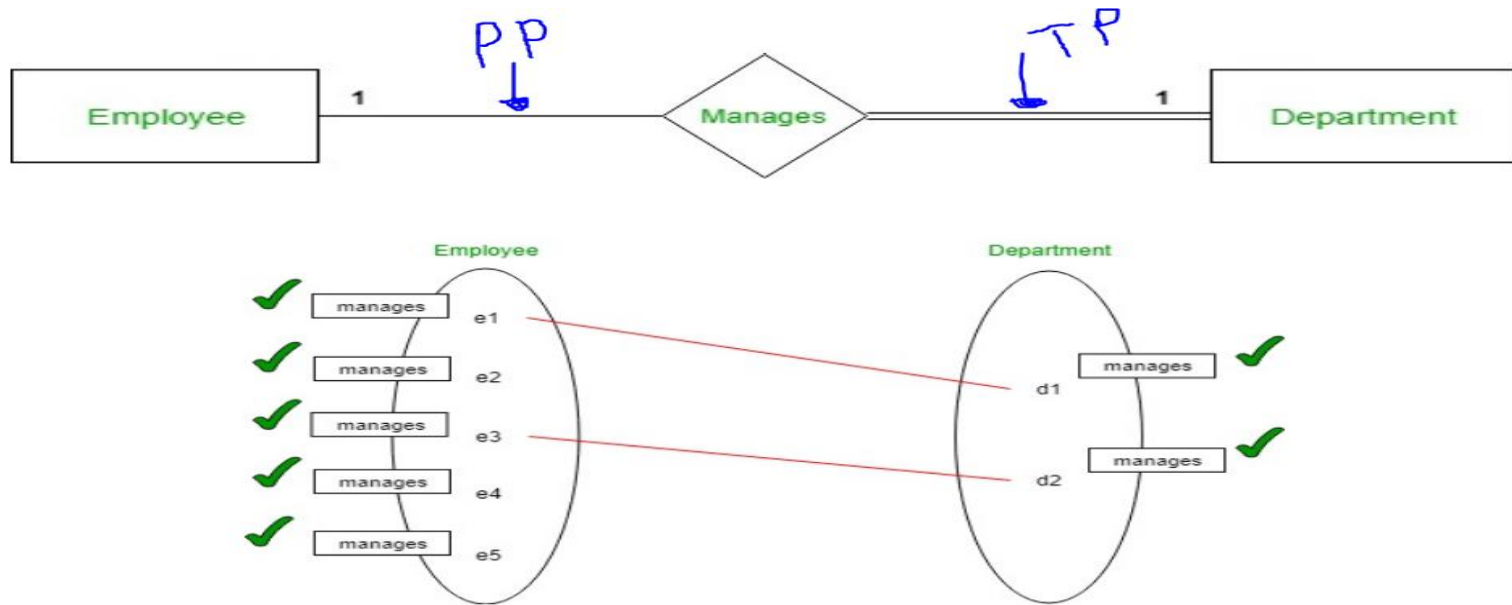 PP TP
1 1
Employee Manages Department
Employee Department
manages e1
manages
e2 d1
manages
manages e3
manages
manages e4 d2
manages e5